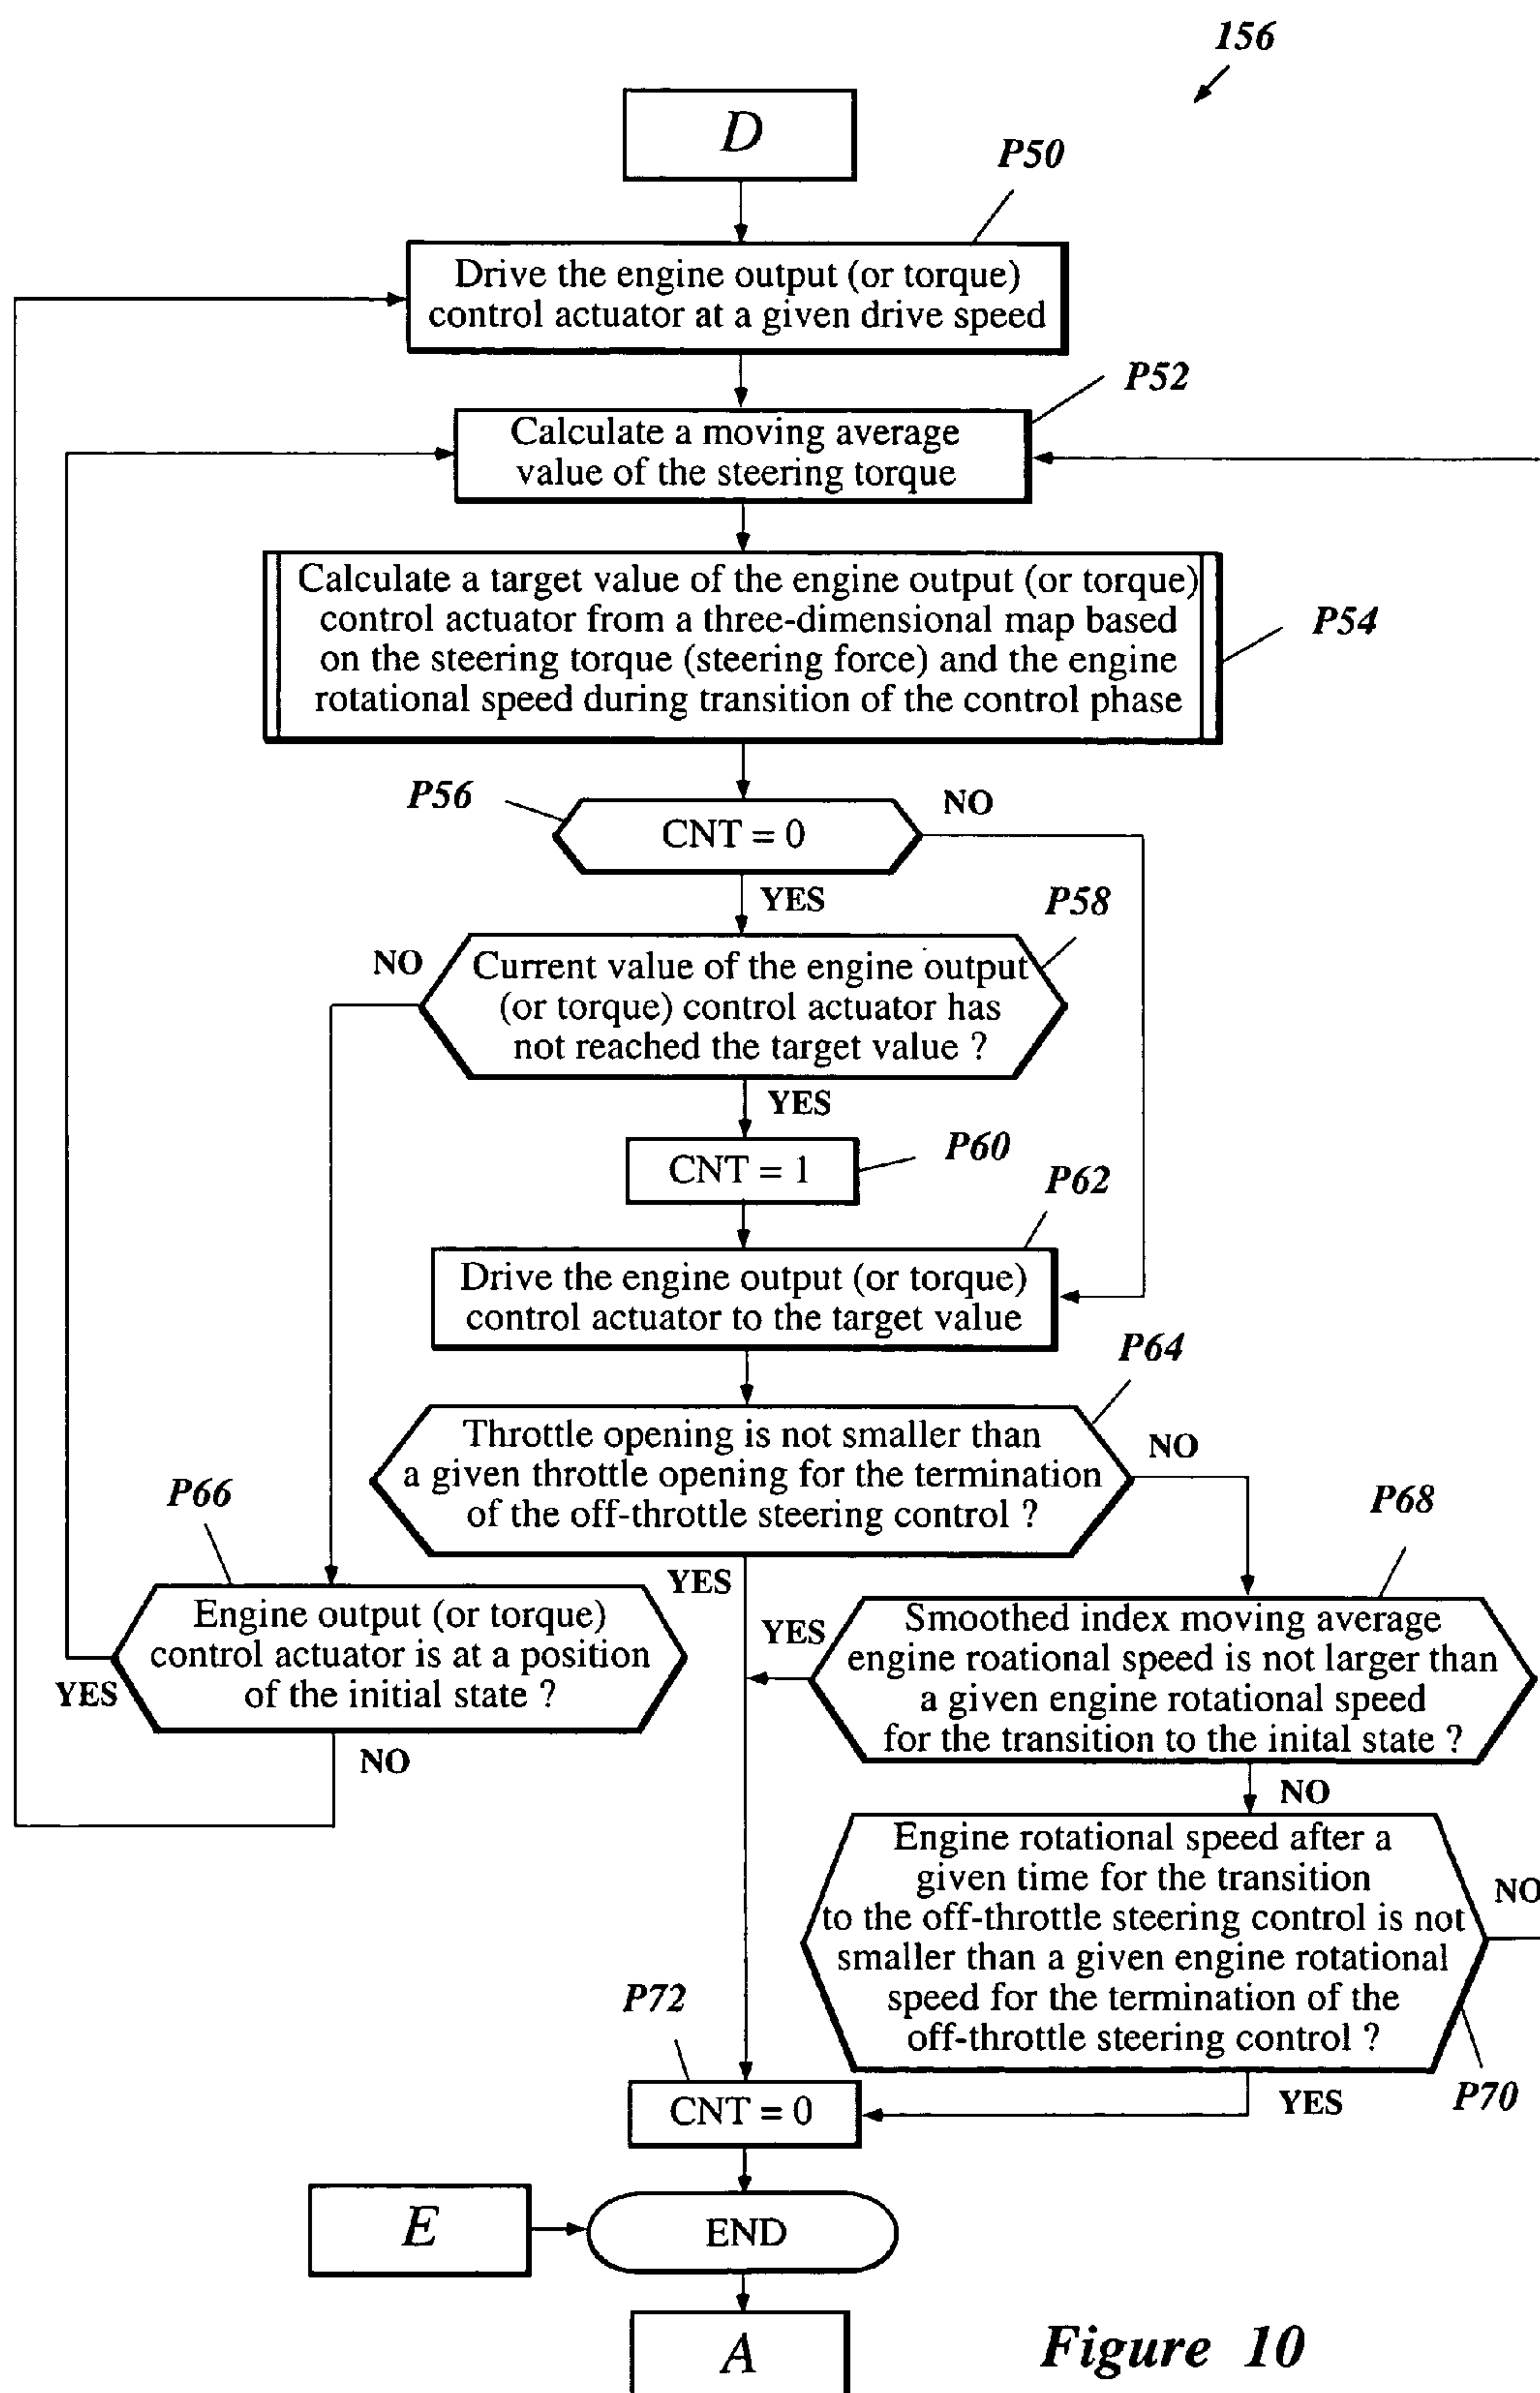 156
D
P50
Drive the engine output (or torque)
control actuator at a given drive speed
P52
Calculate a moving average
value of the steering torque
Calculate a target value of the engine output (or torque)
control actuator from a three-dimensional map based
on the steering torque (steering force) and the engine
rotational speed during transition of the control phase
P54
P56
CNT = 0
NO
YES
P58
NO
Current value of the engine output
(or torque) control actuator has
not reached the target value ?
YES
P60
CNT = 1
P62
Drive the engine output (or torque)
control actuator to the target value
P64
Throttle opening is not smaller than
a given throttle opening for the termination
of the off-throttle steering control ?
NO
YES
P66
Engine output (or torque)
control actuator is at a position
of the initial state ?
YES
NO
P68
YES
Smoothed index moving average
engine roational speed is not larger than
a given engine rotational speed
for the transition to the inital state ?
NO
Engine rotational speed after a
given time for the transition
to the off-throttle steering control is not
smaller than a given engine rotational
speed for the termination of the
off-throttle steering control ?
NO
P70
YES
P72
CNT = 0
E
END
A
Figure 10